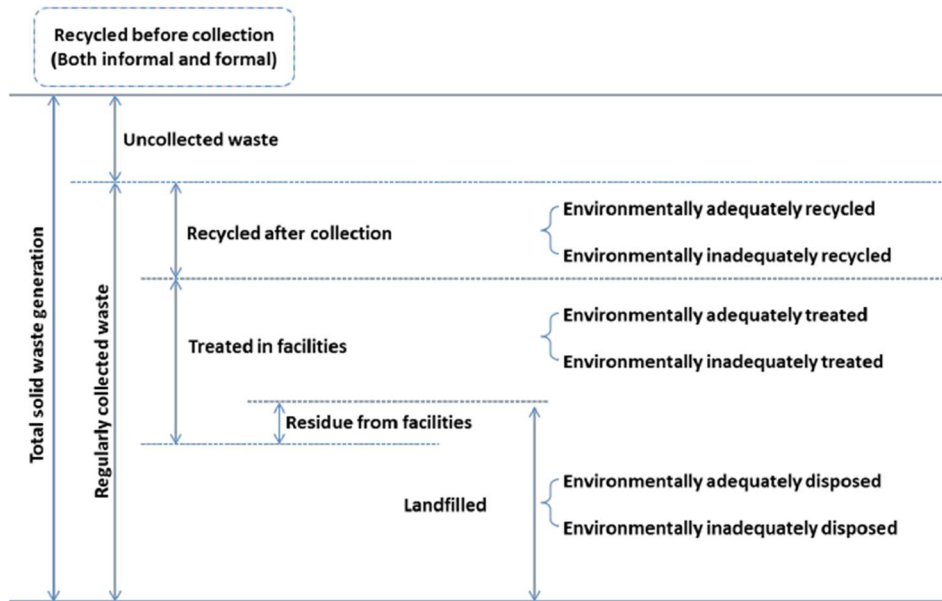 Recycled before collection
(Both informal and formal)
Total solid waste generation
Regularly collected waste
Uncollected waste
Recycled after collection
Environmentally adequately recycled
Environmentally inadequately recycled
Treated in facilities
Environmentally adequately treated
Environmentally inadequately treated
Residue from facilities
Landfilled
Environmentally adequately disposed
Environmentally inadequately disposed